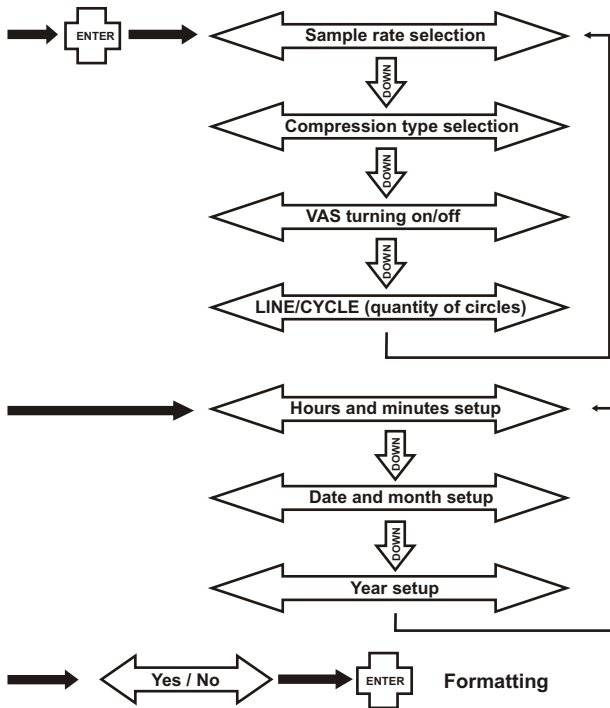 ENTER Sample rate selection
DOWN
Compression type selection
DOWN
VAS turning on/off
DOWN
LINE/CYCLE (quantity of circles)
Hours and minutes setup
DOWN
Date and month setup
DOWN
Year setup
Yes / No ENTER Formatting